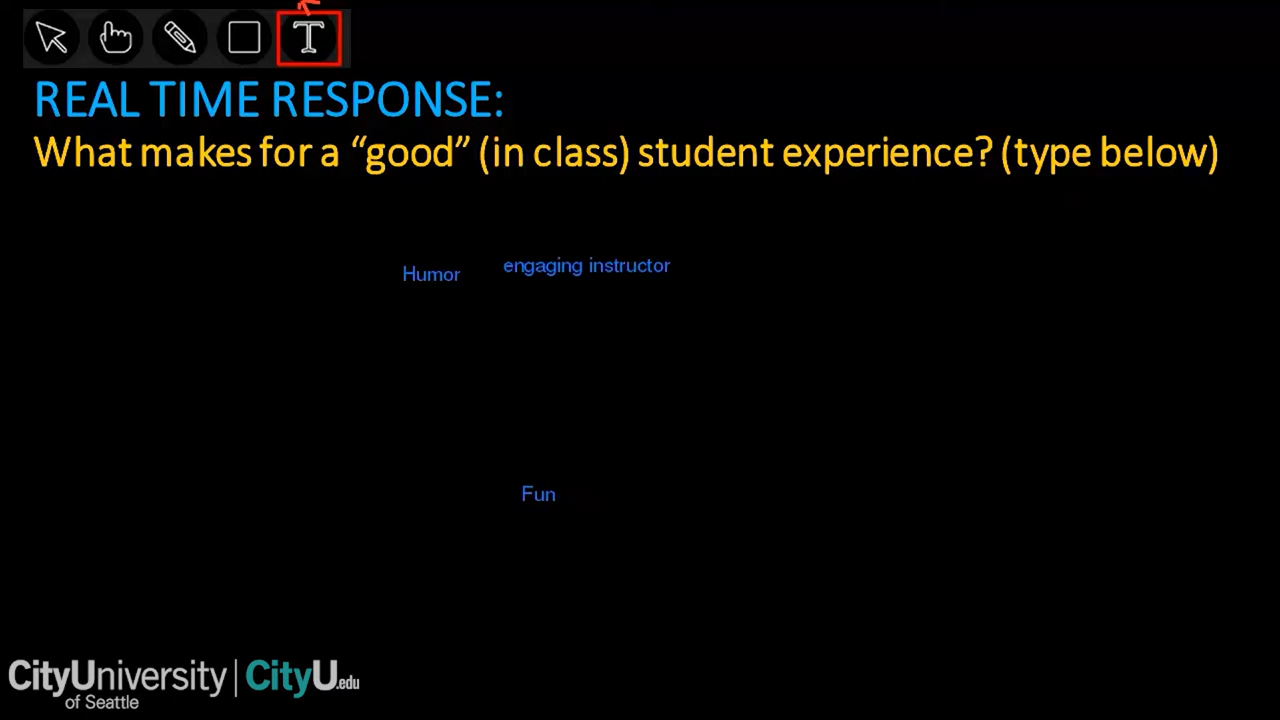 T
REAL TIME RESPONSE:
What makes for a “good” (in class) student experience? (type below)
Humor
engaging instructor
Fun
CityUniversity | CityU.edu
of Seattle